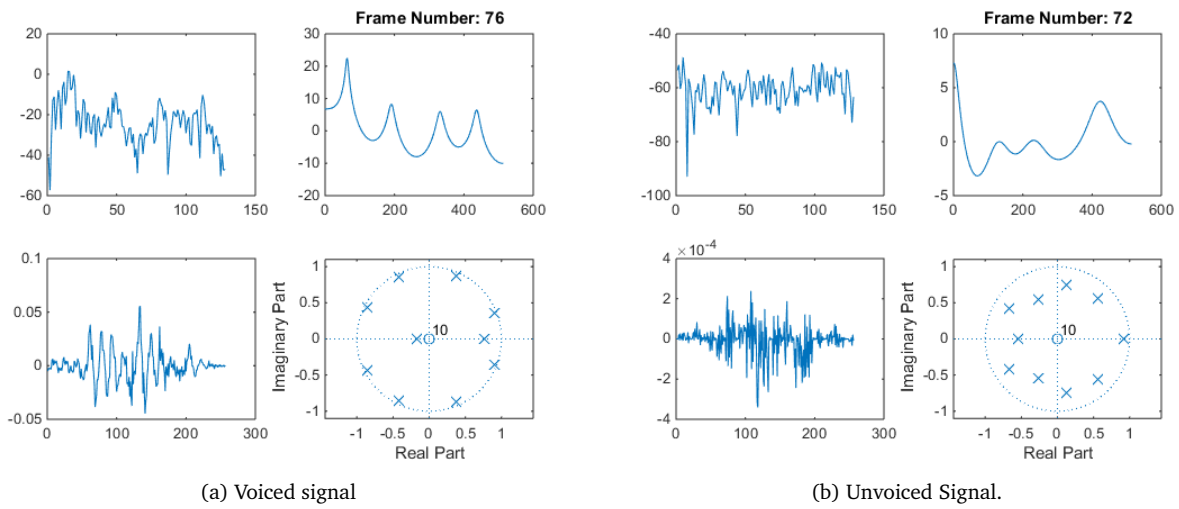 Frame Number: 76
20
0
-20
-40
-60
0 50 100 150
30
20
10
0
-10
-20
0 200 400 600
0.1
0.05
0
-0.05
0 100 200 300
Imaginary Part
1
0.5
0
-0.5
-1
10
-1 -0.5 0 0.5 1
Real Part
(a) Voiced signal
Frame Number: 72
-40
-60
-80
-100
0 50 100 150
10
5
0
-5
0 200 400 600
×10-4
4
2
0
-2
-4
0 100 200 300
Imaginary Part
1
0.5
0
-0.5
-1
10
-1 -0.5 0 0.5 1
Real Part
(b) Unvoiced Signal.